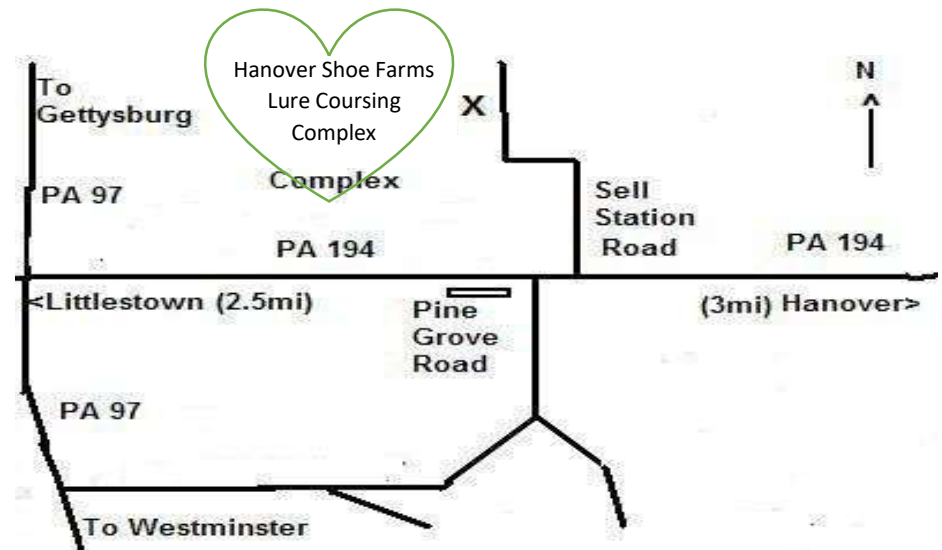 Hanover Shoe Farms
Lure Coursing
Complex
To
Gettysburg
X
N
Complex
PA 97
Sell
Station
Road
PA 194
PA 194
<Littlestown (2.5mi)
Pine
Grove
Road
(3mi) Hanover>
PA 97
To Westminster